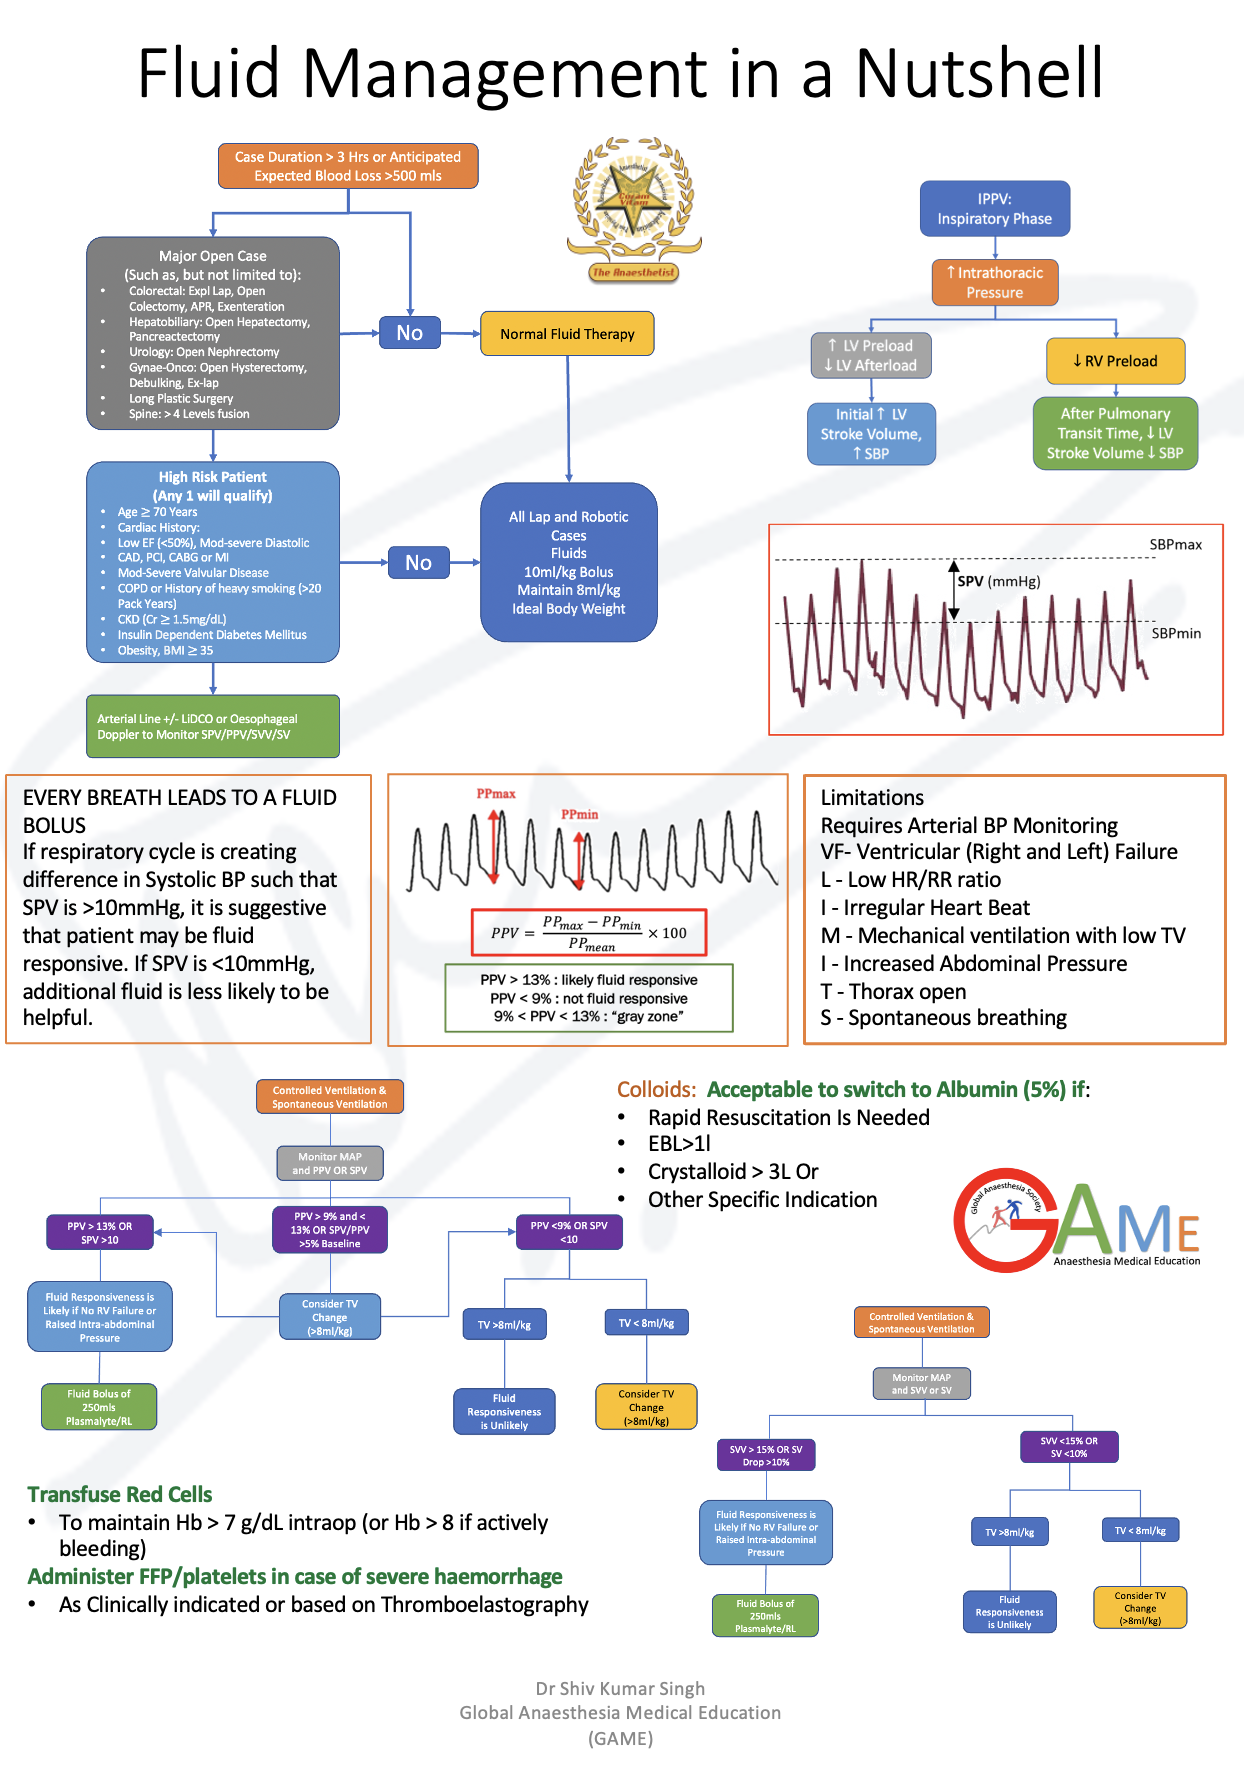 Fluid Management in a Nutshell
Case Duration > 3 Hrs or Anticipated
Expected Blood Loss >500 mls
Major Open Case
(Such as, but not limited to):
• Colorectal: Expl Lap, Open
Colectomy, APR, Exenteration
• Hepatobiliary: Open Hepatectomy,
Pancreactectomy
• Urology: Open Nephrectomy
• Gynae-Onco: Open Hysterectomy,
Debulking, Ex-lap
• Long Plastic Surgery
• Spine: > 4 Levels fusion
No
Normal Fluid Therapy
High Risk Patient
(Any 1 will qualify)
• Age ≥ 70 Years
• Cardiac History:
• Low EF (<50%), Mod-severe Diastolic
• CAD, PCI, CABG or MI
• Mod-Severe Valvular Disease
• COPD or History of heavy smoking (>20
Pack Years)
• CKD (Cr ≥ 1.5mg/dL)
• Insulin Dependent Diabetes Mellitus
• Obesity, BMI ≥ 35
No
All Lap and Robotic
Cases
Fluids
10ml/kg Bolus
Maintain 8ml/kg
Ideal Body Weight
Arterial Line +/- LiDCO or Oesophageal
Doppler to Monitor SPV/PPV/SVV/SV
Coram
Vitam
The Anaesthetist
IPPV:
Inspiratory Phase
↑ Intrathoracic
Pressure
↑ LV Preload
↓ LV Afterload
↓ RV Preload
Initial ↑ LV
Stroke Volume,
↑ SBP
After Pulmonary
Transit Time, ↓ LV
Stroke Volume ↓ SBP
SBPmax
SPV (mmHg)
SBPmin
EVERY BREATH LEADS TO A FLUID
BOLUS
If respiratory cycle is creating
difference in Systolic BP such that
SPV is >10mmHg, it is suggestive
that patient may be fluid
responsive. If SPV is <10mmHg,
additional fluid is less likely to be
helpful.
PPmax
PPmin
PPV = (PPmax − PPmin) / PPmean × 100
PPV > 13% : likely fluid responsive
PPV < 9% : not fluid responsive
9% < PPV < 13% : “gray zone”
Limitations
Requires Arterial BP Monitoring
VF- Ventricular (Right and Left) Failure
L - Low HR/RR ratio
I - Irregular Heart Beat
M - Mechanical ventilation with low TV
I - Increased Abdominal Pressure
T - Thorax open
S - Spontaneous breathing
Controlled Ventilation &
Spontaneous Ventilation
Monitor MAP
and PPV OR SPV
PPV > 13% OR
SPV >10
PPV > 9% and <
13% OR SPV/PPV
>5% Baseline
PPV <9% OR SPV
<10
Fluid Responsiveness is
Likely if No RV Failure or
Raised Intra-abdominal
Pressure
Consider TV
Change
(>8ml/kg)
TV >8ml/kg
TV < 8ml/kg
Fluid Bolus of
250mls
Plasmalyte/RL
Fluid
Responsiveness
is Unlikely
Consider TV
Change
(>8ml/kg)
Colloids: Acceptable to switch to Albumin (5%) if:
• Rapid Resuscitation Is Needed
• EBL>1l
• Crystalloid > 3L Or
• Other Specific Indication
Global Anaesthesia Society
GAME
Anaesthesia Medical Education
Controlled Ventilation &
Spontaneous Ventilation
Monitor MAP
and SVV or SV
SVV > 15% OR SV
Drop >10%
SVV <15% OR
SV <10%
Fluid Responsiveness is
Likely if No RV Failure or
Raised Intra-abdominal
Pressure
TV >8ml/kg
TV < 8ml/kg
Fluid Bolus of
250mls
Plasmalyte/RL
Fluid
Responsiveness
is Unlikely
Consider TV
Change
(>8ml/kg)
Transfuse Red Cells
• To maintain Hb > 7 g/dL intraop (or Hb > 8 if actively
bleeding)
Administer FFP/platelets in case of severe haemorrhage
• As Clinically indicated or based on Thromboelastography
Dr Shiv Kumar Singh
Global Anaesthesia Medical Education
(GAME)